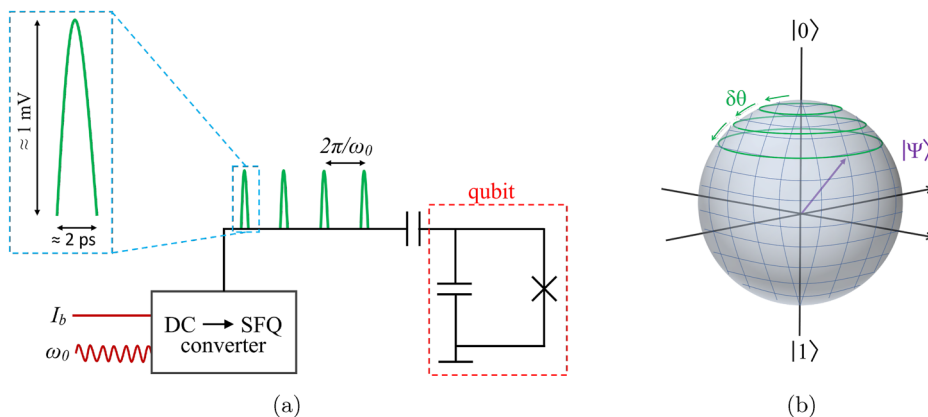 ≈ 1 mV
≈ 2 ps
2π/ω₀
qubit
I_b
ω₀
DC → SFQ
converter
(a)
|0⟩
δθ
|Ψ⟩
|1⟩
(b)